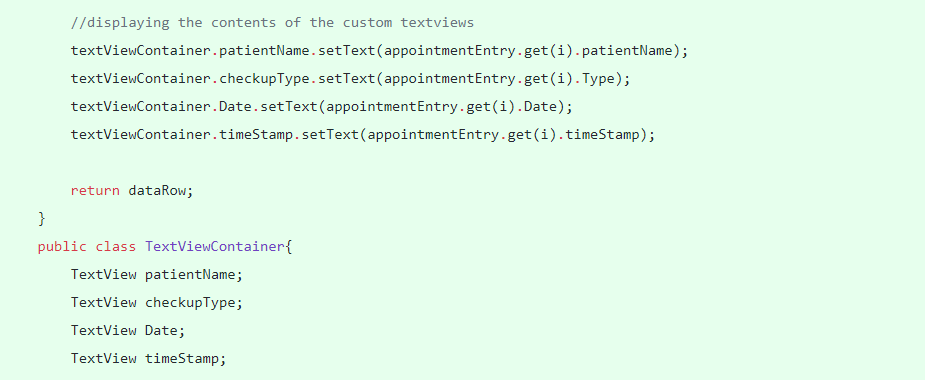 //displaying the contents of the custom textviews
textViewContainer.patientName.setText(appointmentEntry.get(i).patientName);
textViewContainer.checkupType.setText(appointmentEntry.get(i).Type);
textViewContainer.Date.setText(appointmentEntry.get(i).Date);
textViewContainer.timeStamp.setText(appointmentEntry.get(i).timeStamp);
return dataRow;
}
public class TextViewContainer{
TextView patientName;
TextView checkupType;
TextView Date;
TextView timeStamp;